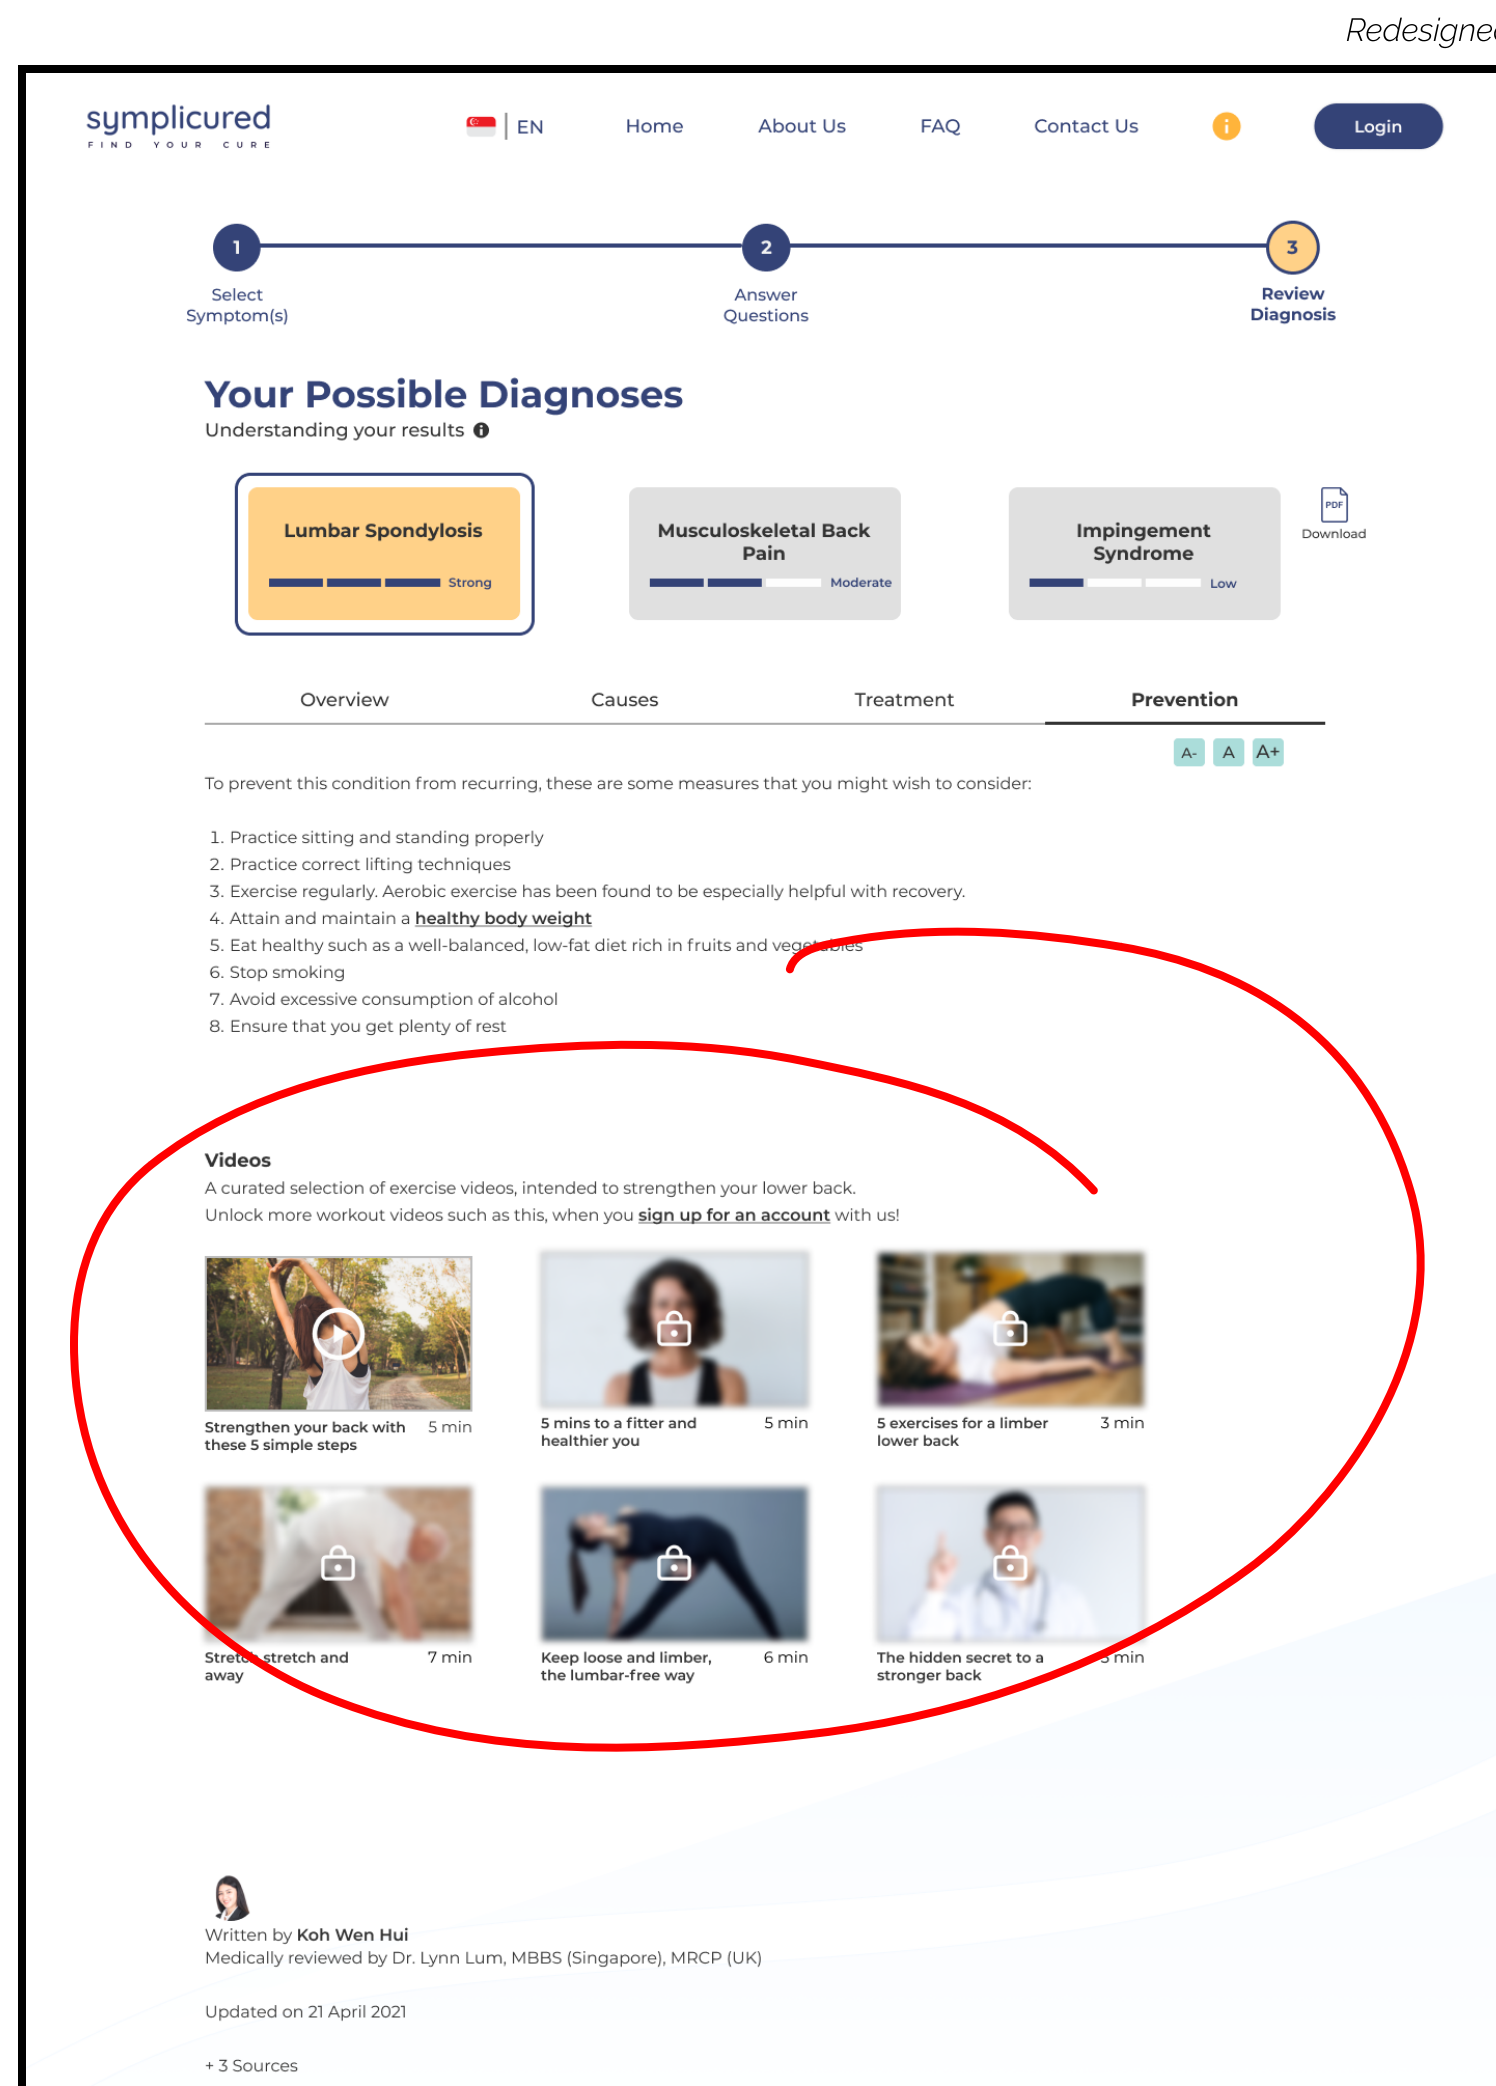 Redesigne
symplicured
FIND YOUR CURE
EN
Home
About Us
FAQ
Contact Us
i
Login
1
2
3
Select
Symptom(s)
Answer
Questions
Review
Diagnosis
Your Possible Diagnoses
Understanding your results i
Lumbar Spondylosis
Strong
Musculoskeletal Back
Pain
Moderate
Impingement
Syndrome
Low
PDF
Download
Overview
Causes
Treatment
Prevention
A- A A+
To prevent this condition from recurring, these are some measures that you might wish to consider:
1. Practice sitting and standing properly
2. Practice correct lifting techniques
3. Exercise regularly. Aerobic exercise has been found to be especially helpful with recovery.
4. Attain and maintain a healthy body weight
5. Eat healthy such as a well-balanced, low-fat diet rich in fruits and vegetables
6. Stop smoking
7. Avoid excessive consumption of alcohol
8. Ensure that you get plenty of rest
Videos
A curated selection of exercise videos, intended to strengthen your lower back.
Unlock more workout videos such as this, when you sign up for an account with us!
Strengthen your back with 5 min
these 5 simple steps
5 mins to a fitter and 5 min
healthier you
5 exercises for a limber 3 min
lower back
Stretch stretch and 7 min
away
Keep loose and limber, 6 min
the lumbar-free way
The hidden secret to a min
stronger back
Written by Koh Wen Hui
Medically reviewed by Dr. Lynn Lum, MBBS (Singapore), MRCP (UK)
Updated on 21 April 2021
+ 3 Sources